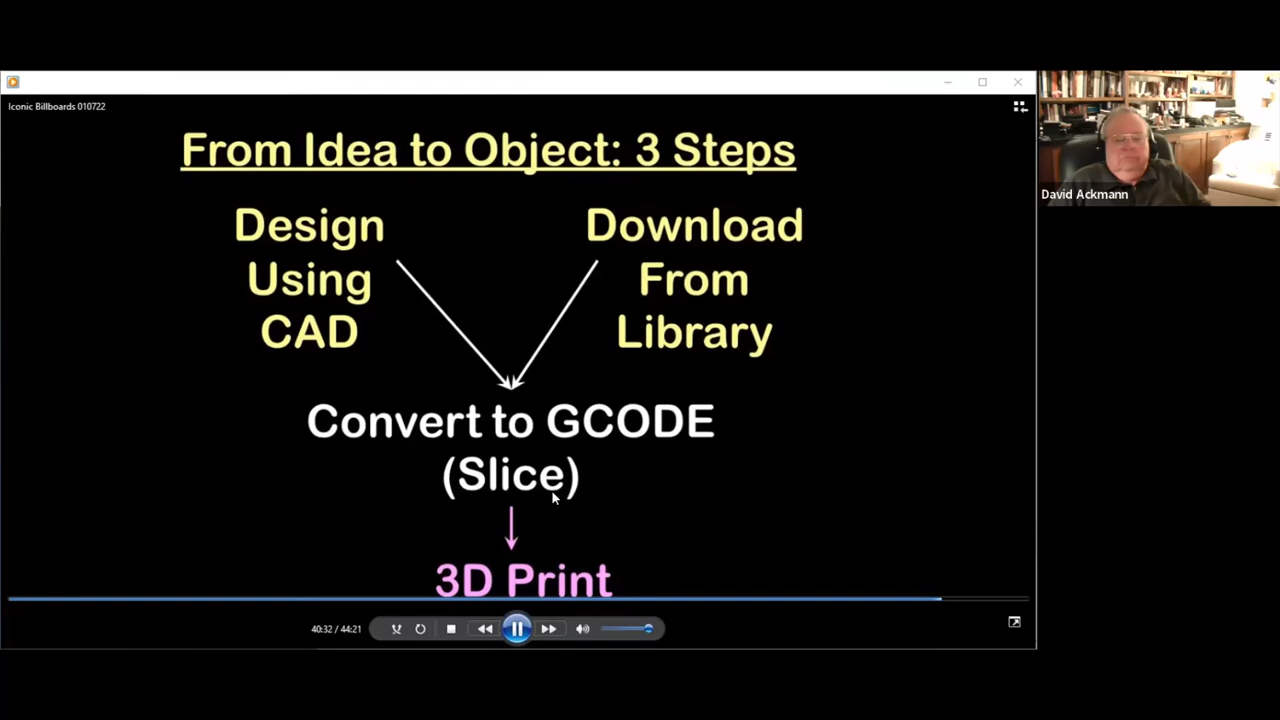 Iconic Billboards 010722
From Idea to Object: 3 Steps
Design
Using
CAD
Download
From
Library
Convert to GCODE
(Slice)
3D Print
40:32 / 44:21
David Ackmann